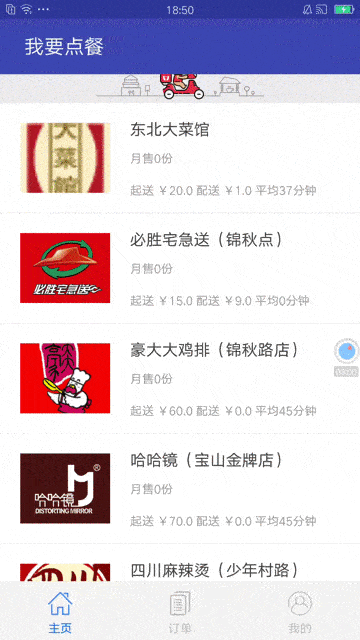 18:50
我要点餐
大菜馆
东北大菜馆
月售0份
起送 ￥20.0 配送 ￥1.0 平均37分钟
必胜宅急送
必胜宅急送（锦秋点）
月售0份
起送 ￥15.0 配送 ￥9.0 平均0分钟
豪大大鸡排（锦秋路店）
月售0份
起送 ￥60.0 配送 ￥0.0 平均45分钟
哈哈镜
DISTORTING MIRROR
哈哈镜（宝山金牌店）
月售0份
起送 ￥70.0 配送 ￥0.0 平均45分钟
四川麻辣烫（少年村路）
主页
订单
我的